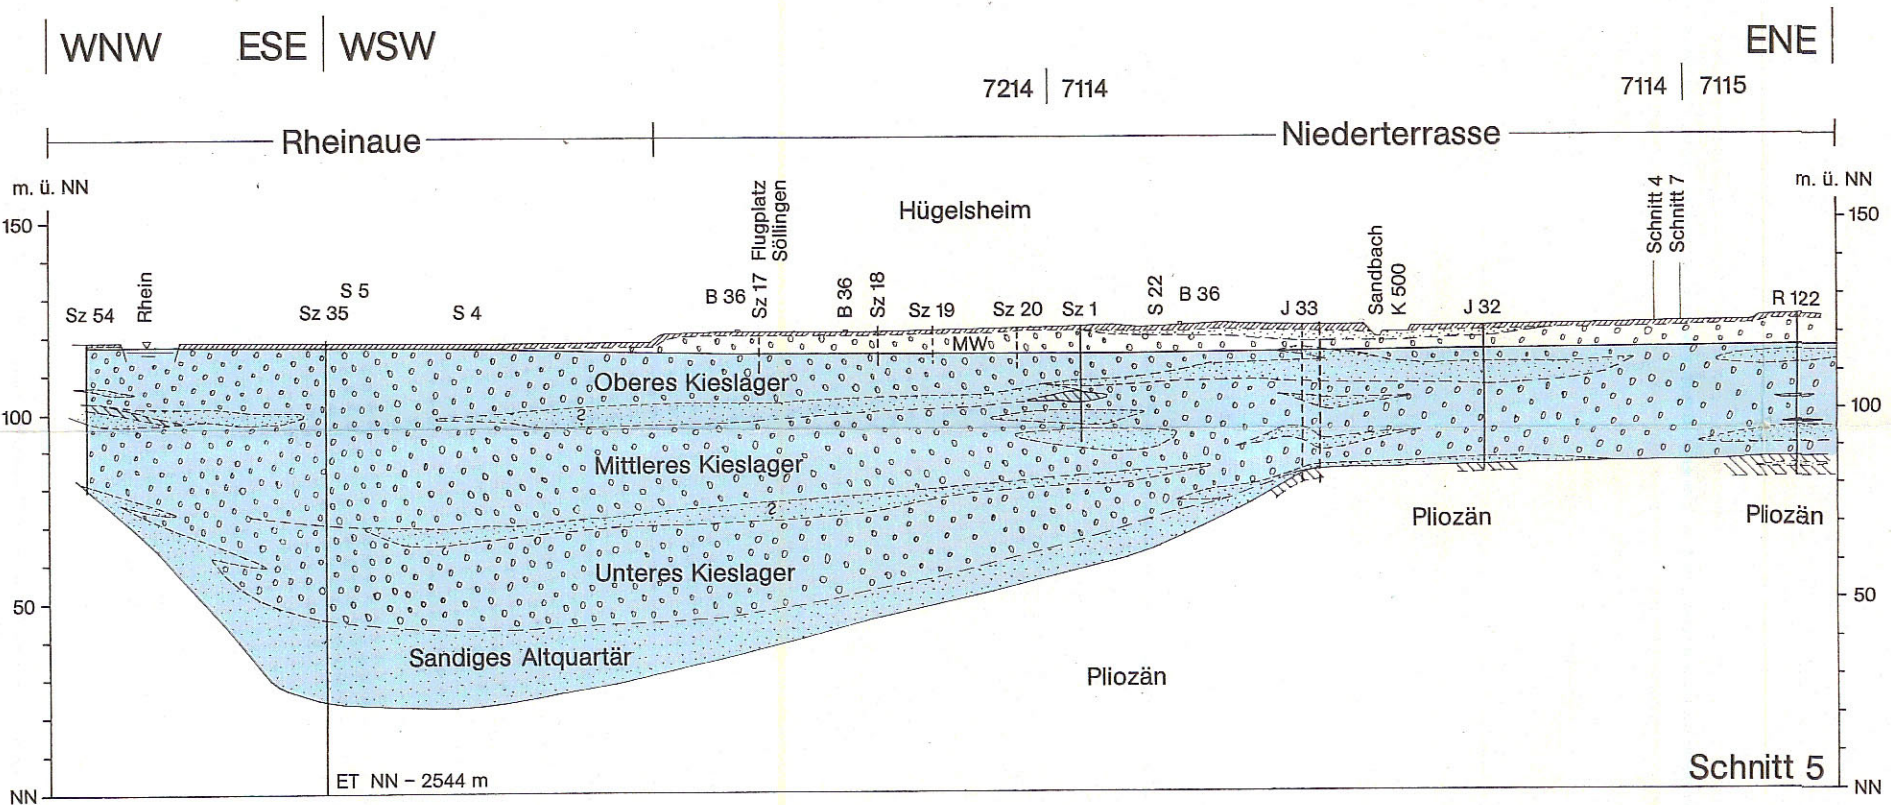 WNW ESE WSW ENE
7214 7114 7114 7115
Rheinaue Niederterrasse
m. ü. NN m. ü. NN
Hügelsheim
150 150
Sz 54 Rhein Sz 35 S 5 S 4 B 36 Sz 17 Flugplatz Söllingen B 36 Sz 18 Sz 19 Sz 20 Sz 1 S 22 B 36 J 33 Sandbach K 500 J 32 Schnitt 4 Schnitt 7 R 122
MW
Oberes Kieslager
100 ? 100
Mittleres Kieslager
? Pliozän Pliozän
Unteres Kieslager
50 50
Sandiges Altquartär
Pliozän
ET NN – 2544 m Schnitt 5
NN NN